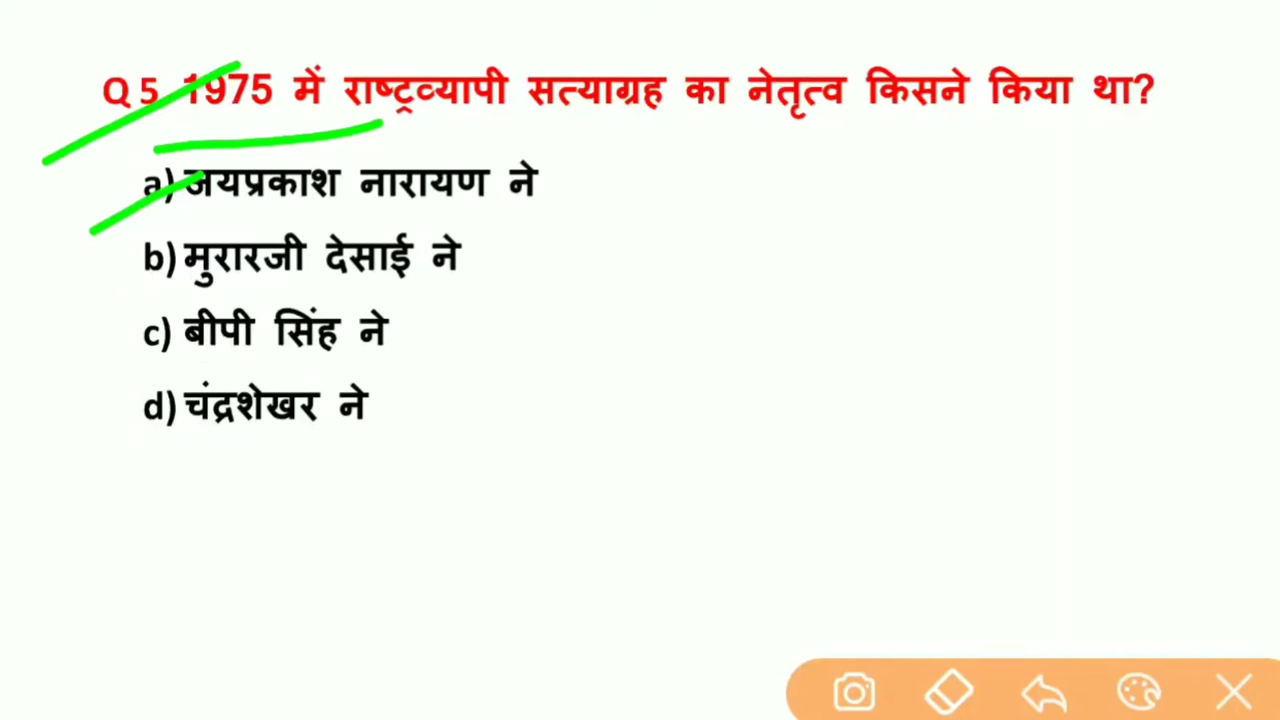 Q 5 1975 में राष्ट्रव्यापी सत्याग्रह का नेतृत्व किसने किया था?
a) जयप्रकाश नारायण ने
b) मुरारजी देसाई ने
c) बीपी सिंह ने
d) चंद्रशेखर ने